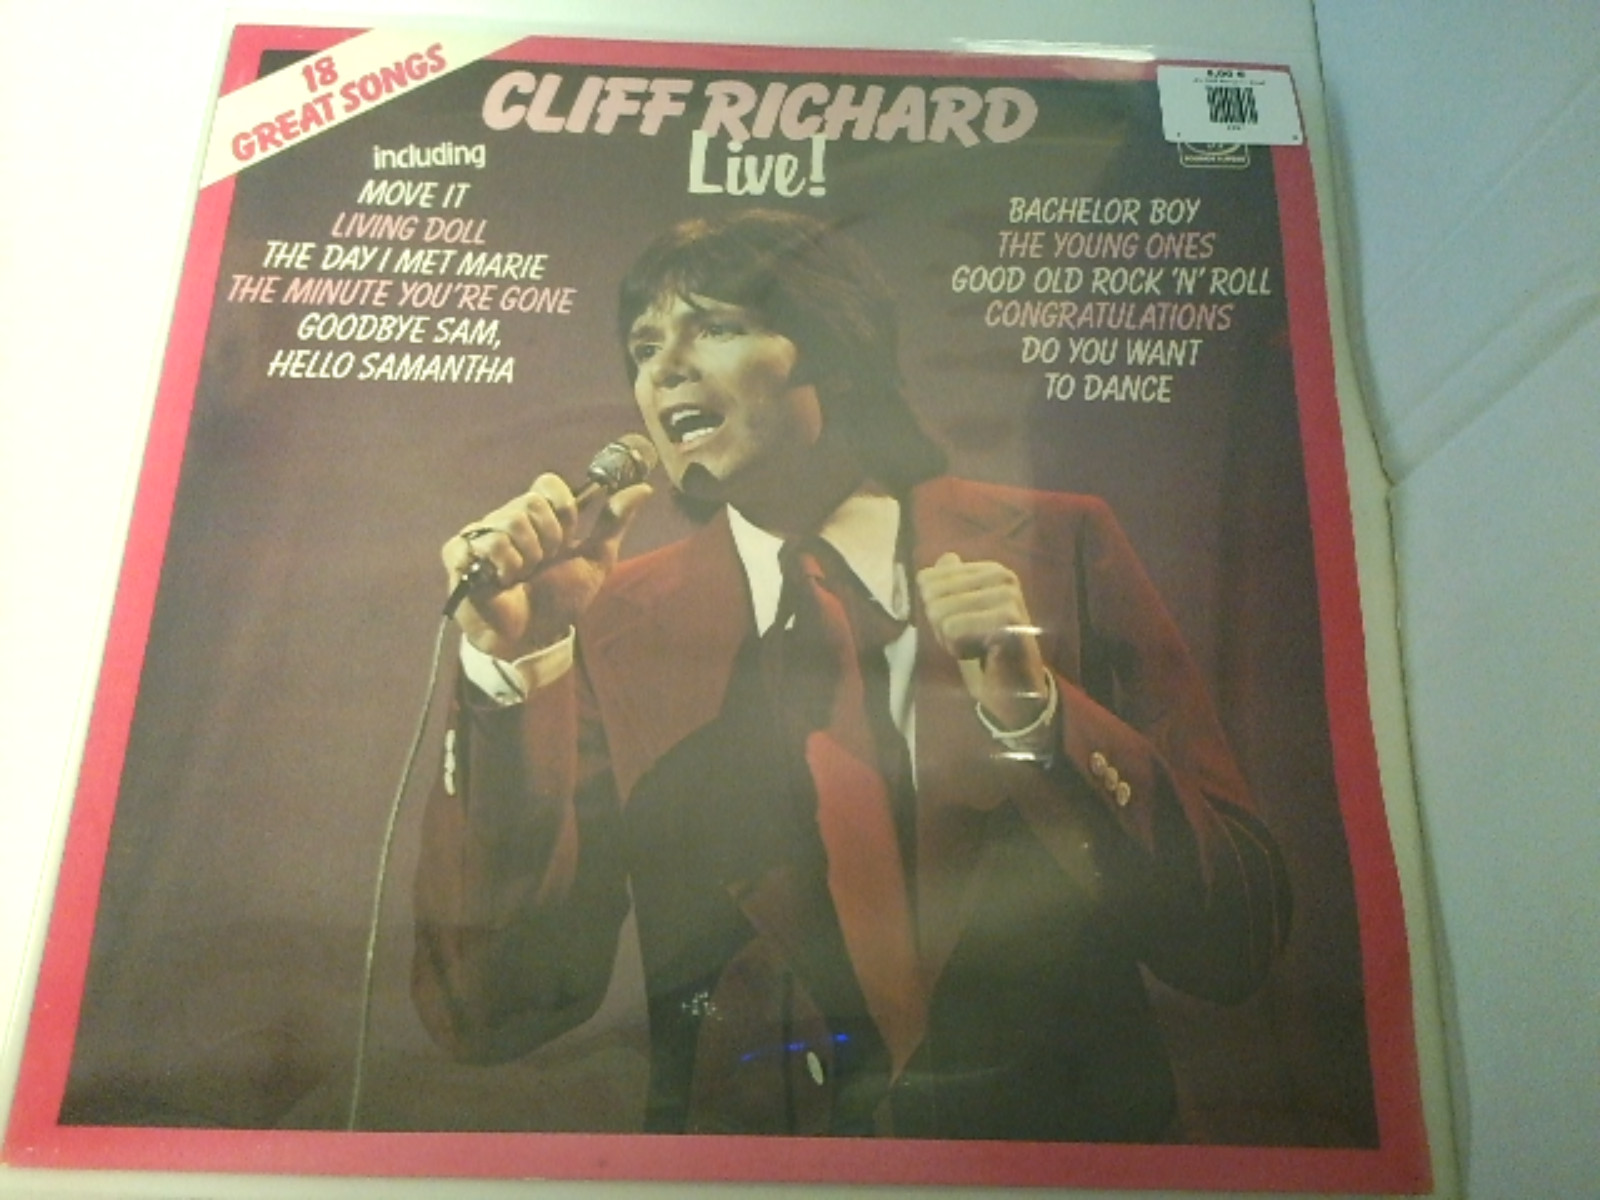 18
GREAT SONGS
CLIFF RICHARD
Live!
including
MOVE IT
LIVING DOLL
THE DAY I MET MARIE
THE MINUTE YOU'RE GONE
GOODBYE SAM,
HELLO SAMANTHA
BACHELOR BOY
THE YOUNG ONES
GOOD OLD ROCK 'N' ROLL
CONGRATULATIONS
DO YOU WANT
TO DANCE